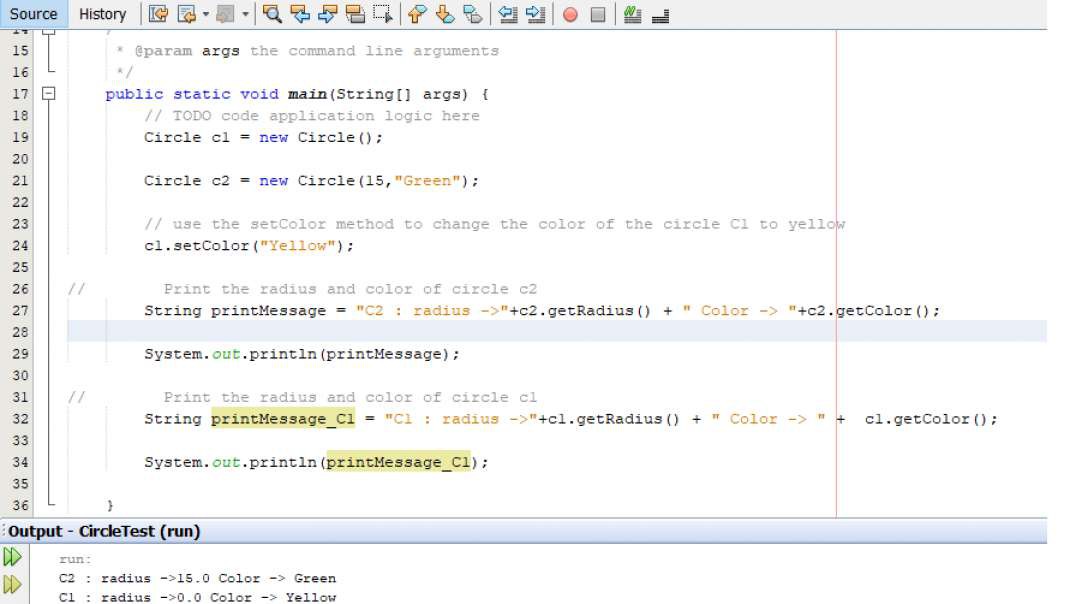 Source History
14
15 * @param args the command line arguments
16 */
17 public static void main(String[] args) {
18 // TODO code application logic here
19 Circle c1 = new Circle();
20
21 Circle c2 = new Circle(15,"Green");
22
23 // use the setColor method to change the color of the circle C1 to yellow
24 c1.setColor("Yellow");
25
26 // Print the radius and color of circle c2
27 String printMessage = "C2 : radius ->"+c2.getRadius() + " Color -> "+c2.getColor();
28
29 System.out.println(printMessage);
30
31 // Print the radius and color of circle c1
32 String printMessage_C1 = "C1 : radius ->"+c1.getRadius() + " Color -> " +  c1.getColor();
33
34 System.out.println(printMessage_C1);
35
36 }
Output - CircleTest (run)
run:
C2 : radius ->15.0 Color -> Green
C1 : radius ->0.0 Color -> Yellow